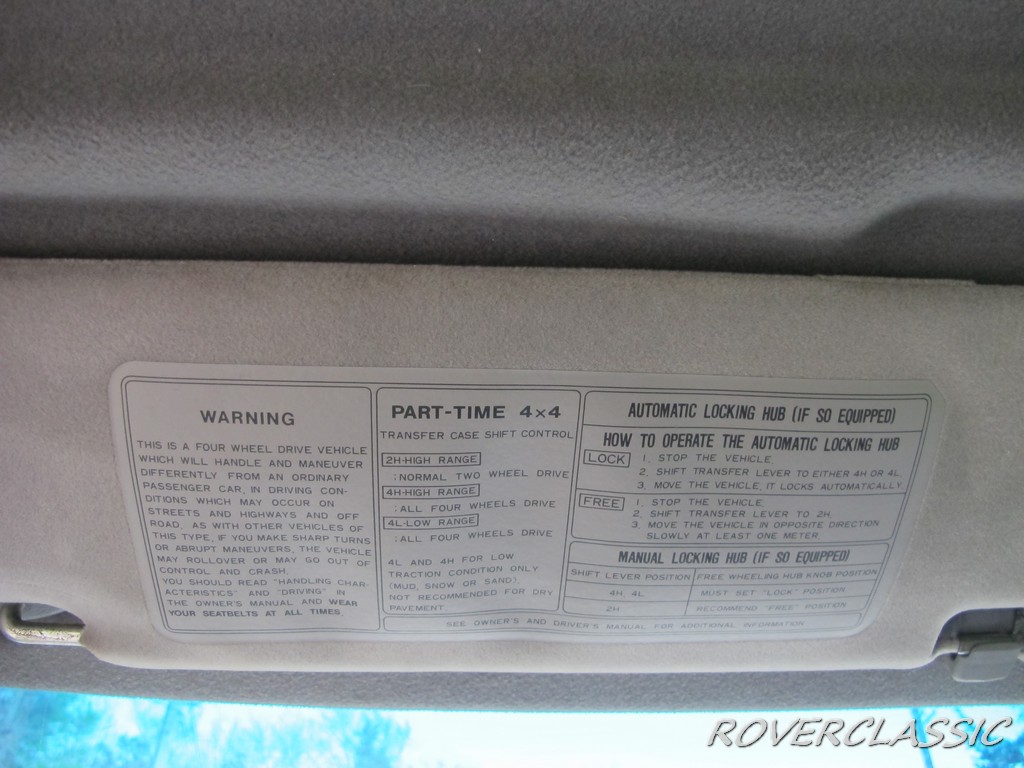 WARNING
THIS IS A FOUR WHEEL DRIVE VEHICLE
WHICH WILL HANDLE AND MANEUVER
DIFFERENTLY FROM AN ORDINARY
PASSENGER CAR, IN DRIVING CON-
DITIONS WHICH MAY OCCUR ON
STREETS AND HIGHWAYS AND OFF
ROAD. AS WITH OTHER VEHICLES OF
THIS TYPE, IF YOU MAKE SHARP TURNS
OR ABRUPT MANEUVERS, THE VEHICLE
MAY ROLLOVER OR MAY GO OUT OF
CONTROL AND CRASH.
YOU SHOULD READ "HANDLING CHAR-
ACTERISTICS" AND "DRIVING" IN
THE OWNER'S MANUAL AND WEAR
YOUR SEATBELTS AT ALL TIMES.
PART-TIME 4×4
TRANSFER CASE SHIFT CONTROL
2H-HIGH RANGE
:NORMAL TWO WHEEL DRIVE
4H-HIGH RANGE
:ALL FOUR WHEELS DRIVE
4L-LOW RANGE
:ALL FOUR WHEELS DRIVE
4L AND 4H FOR LOW
TRACTION CONDITION ONLY
(MUD, SNOW OR SAND).
NOT RECOMMENDED FOR DRY
PAVEMENT.
AUTOMATIC LOCKING HUB (IF SO EQUIPPED)
HOW TO OPERATE THE AUTOMATIC LOCKING HUB
LOCK 1. STOP THE VEHICLE.
2. SHIFT TRANSFER LEVER TO EITHER 4H OR 4L.
3. MOVE THE VEHICLE, IT LOCKS AUTOMATICALLY.
FREE 1. STOP THE VEHICLE.
2. SHIFT TRANSFER LEVER TO 2H.
3. MOVE THE VEHICLE IN OPPOSITE DIRECTION
SLOWLY AT LEAST ONE METER.
MANUAL LOCKING HUB (IF SO EQUIPPED)
SHIFT LEVER POSITION FREE WHEELING HUB KNOB POSITION
4H, 4L MUST SET "LOCK" POSITION
2H RECOMMEND "FREE" POSITION
SEE OWNER'S AND DRIVER'S MANUAL FOR ADDITIONAL INFORMATION
ROVERCLASSIC